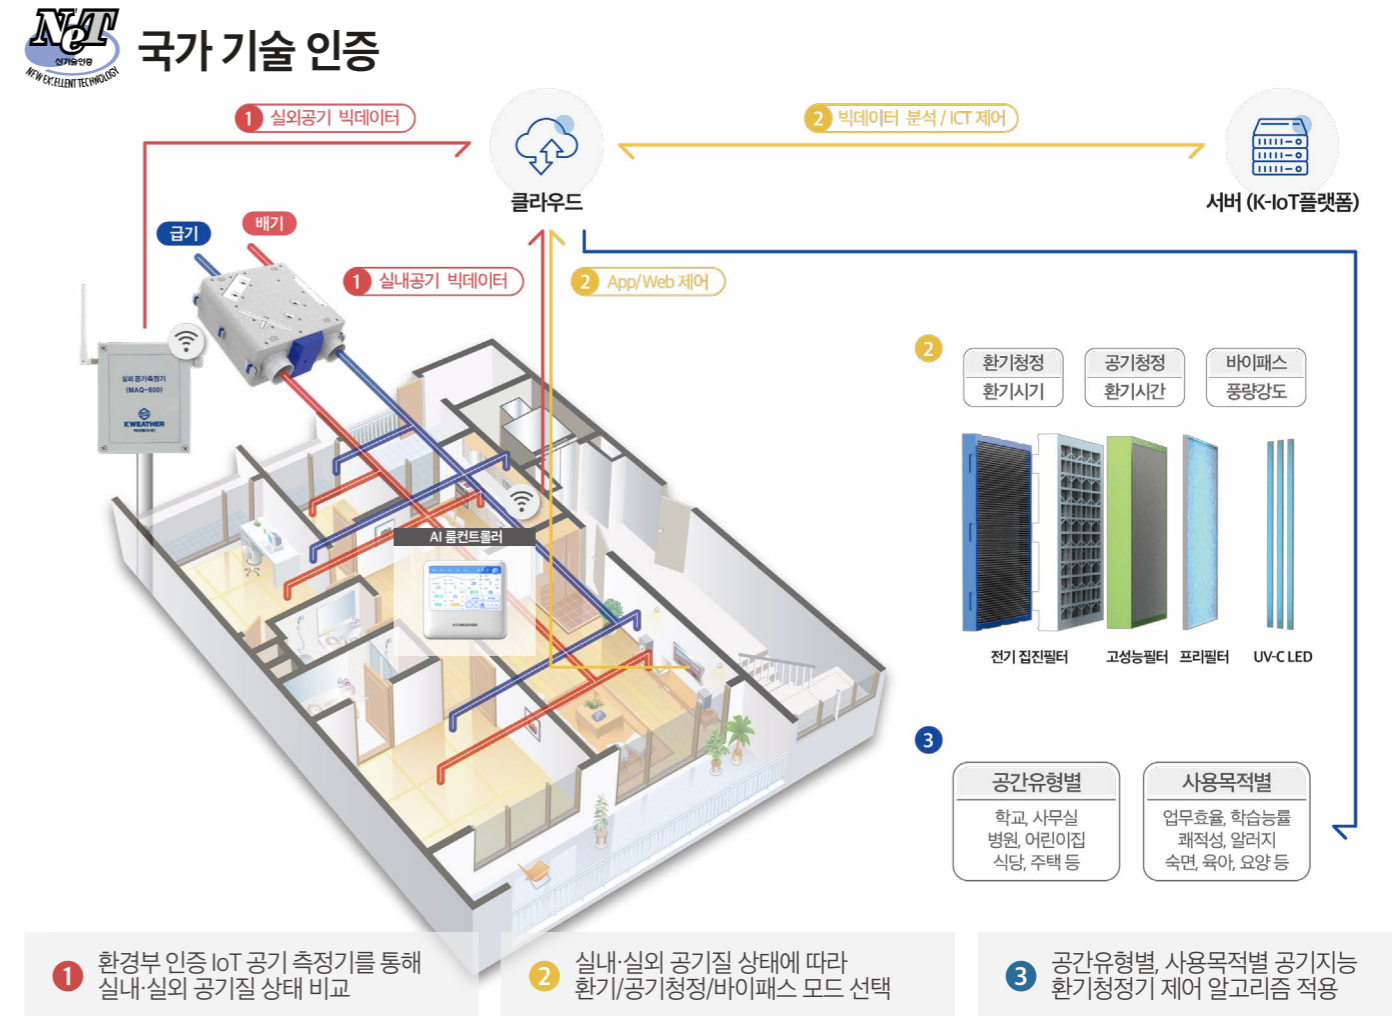 NeT
신기술인증
NEW EXCELLENT TECHNOLOGY
국가 기술 인증
1 실외공기 빅데이터
2 빅데이터 분석 / ICT 제어
클라우드
서버 (K-IoT플랫폼)
급기
배기
1 실내공기 빅데이터
2 App/Web 제어
실외공기측정기
(MAQ-600)
KWEATHER
AI 룸컨트롤러
KWEATHER
2
환기청정
환기시기
공기청정
환기시간
바이패스
풍량강도
전기 집진필터
고성능필터
프리필터
UV-C LED
3
공간유형별
학교, 사무실
병원, 어린이집
식당, 주택 등
사용목적별
업무효율, 학습능률
쾌적성, 알러지
숙면, 육아, 요양 등
1 환경부 인증 IoT 공기 측정기를 통해
실내·실외 공기질 상태 비교
2 실내·실외 공기질 상태에 따라
환기/공기청정/바이패스 모드 선택
3 공간유형별, 사용목적별 공기지능
환기청정기 제어 알고리즘 적용